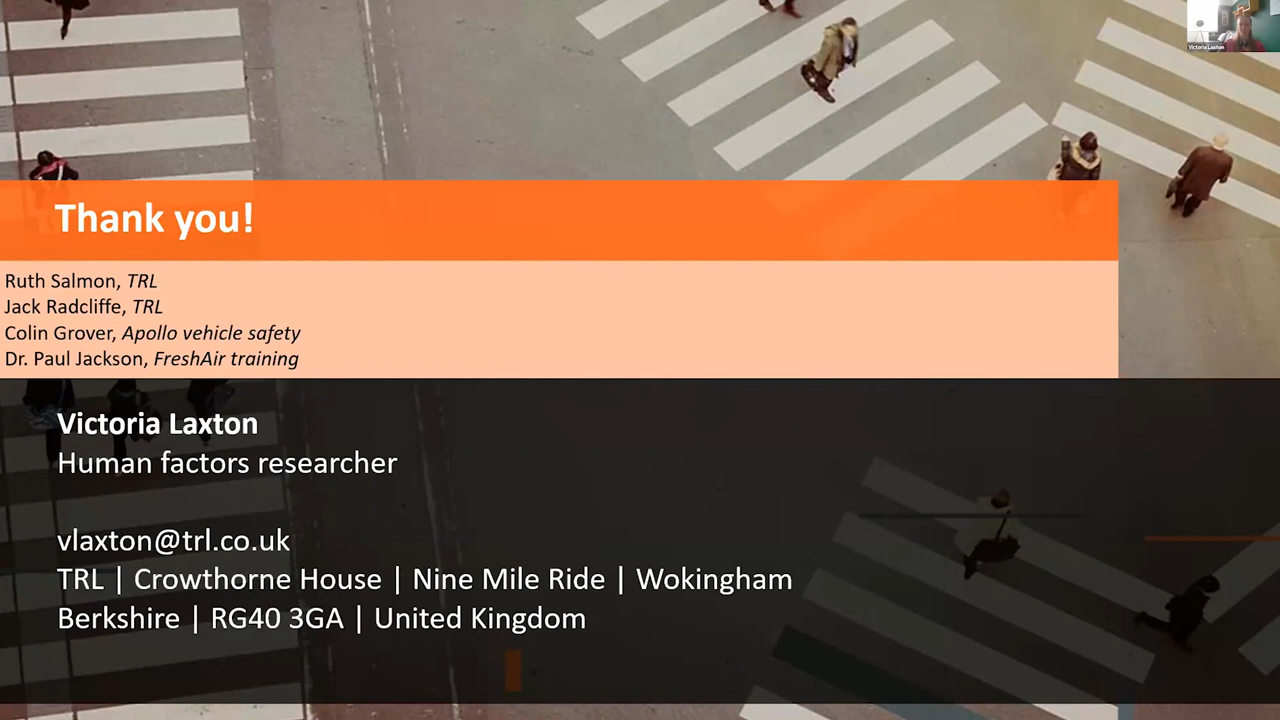 Victoria Laxton
Thank you!
Ruth Salmon, TRL
Jack Radcliffe, TRL
Colin Grover, Apollo vehicle safety
Dr. Paul Jackson, FreshAir training
Victoria Laxton
Human factors researcher
vlaxton@trl.co.uk
TRL | Crowthorne House | Nine Mile Ride | Wokingham
Berkshire | RG40 3GA | United Kingdom